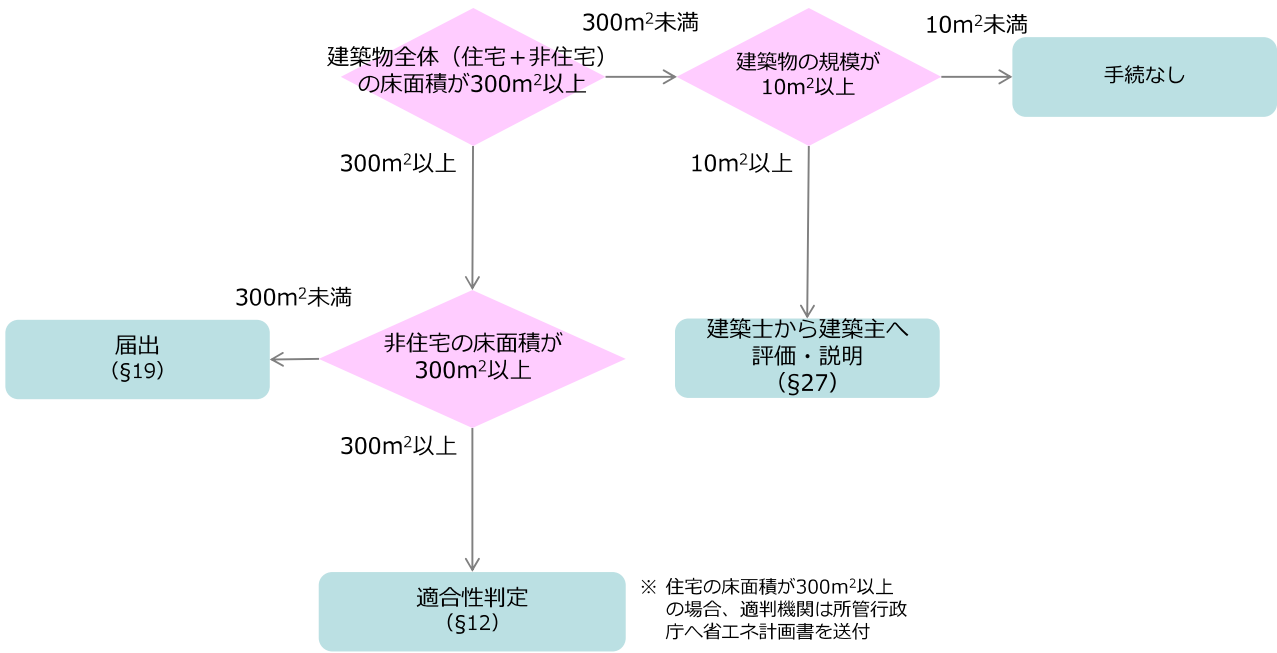 建築物全体（住宅＋非住宅）
の床面積が300m²以上
300m²未満
建築物の規模が
10m²以上
10m²未満
手続なし
300m²以上
10m²以上
300m²未満
届出
（§19）
非住宅の床面積が
300m²以上
建築士から建築主へ
評価・説明
（§27）
300m²以上
適合性判定
（§12）
※ 住宅の床面積が300m²以上
の場合、適判機関は所管行政
庁へ省エネ計画書を送付